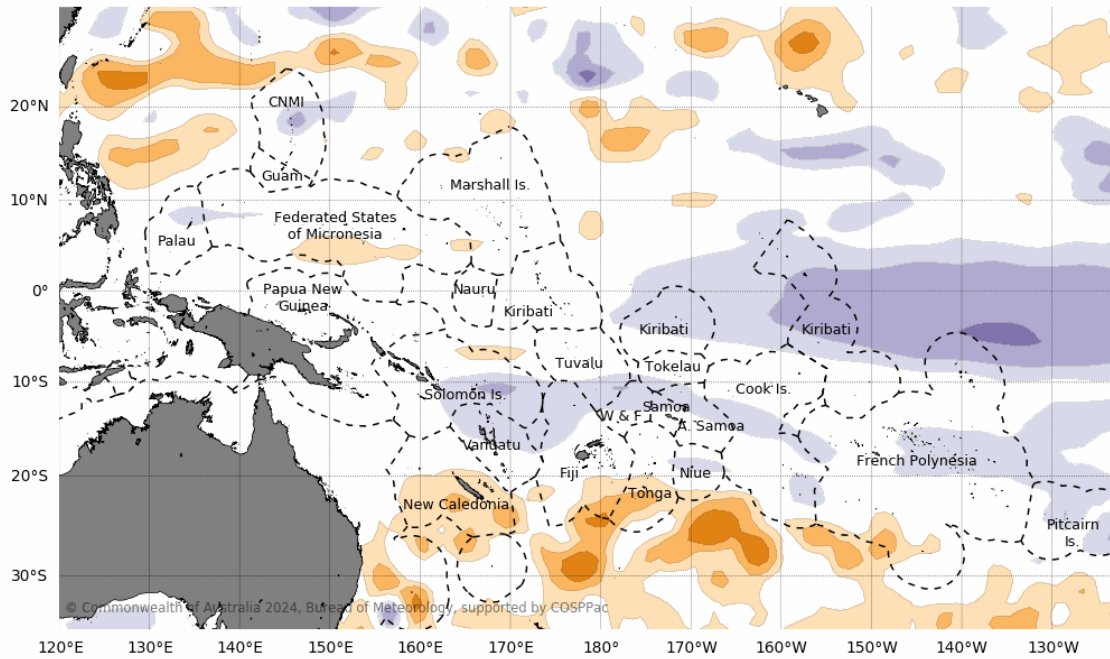 20°N
10°N
0°
10°S
20°S
30°S
CNMI
Guam
Marshall Is.
Federated States
of Micronesia
Palau
Papua New
Guinea
Nauru
Kiribati
Kiribati
Kiribati
Tuvalu
Tokelau
Cook Is.
Solomon Is.
W & F
Samoa
A. Samoa
Vanuatu
Fiji
Niue
French Polynesia
Tonga
New Caledonia
Pitcairn
Is.
© Commonwealth of Australia 2024, Bureau of Meteorology, supported by COSPPac
120°E
130°E
140°E
150°E
160°E
170°E
180°
170°W
160°W
150°W
140°W
130°W